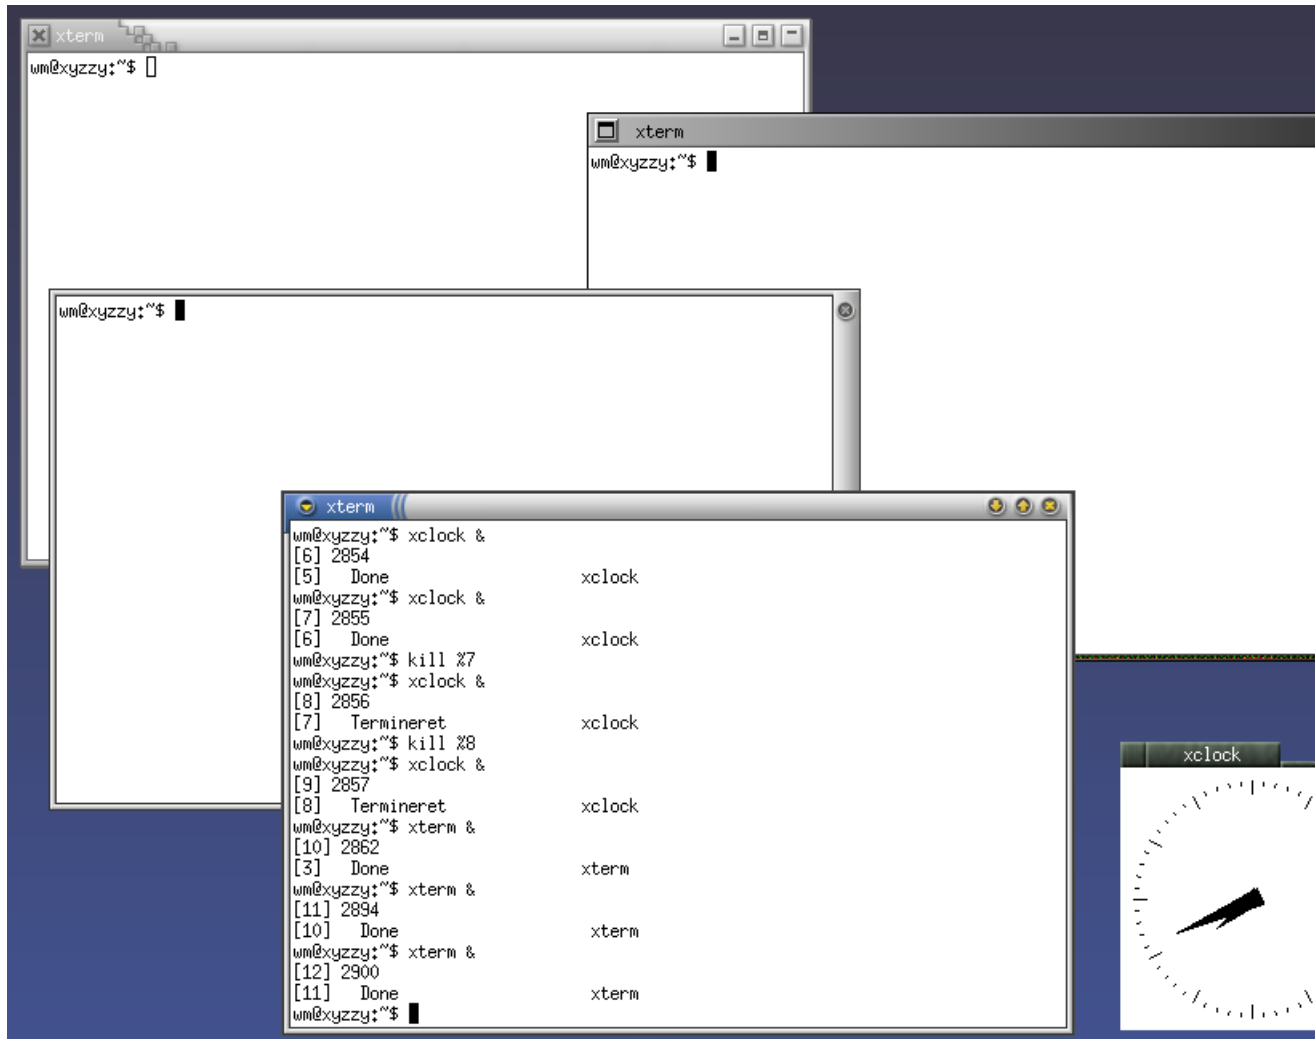 xterm
wm@xyzzy:~$
xterm
wm@xyzzy:~$
wm@xyzzy:~$
xterm
wm@xyzzy:~$ xclock &
[6] 2854
[5]   Done                    xclock
wm@xyzzy:~$ xclock &
[7] 2855
[6]   Done                    xclock
wm@xyzzy:~$ kill %7
wm@xyzzy:~$ xclock &
[8] 2856
[7]   Termineret              xclock
wm@xyzzy:~$ kill %8
wm@xyzzy:~$ xclock &
[9] 2857
[8]   Termineret              xclock
wm@xyzzy:~$ xterm &
[10] 2862
[3]   Done                    xterm
wm@xyzzy:~$ xterm &
[11] 2894
[10]   Done                    xterm
wm@xyzzy:~$ xterm &
[12] 2900
[11]   Done                    xterm
wm@xyzzy:~$
xclock